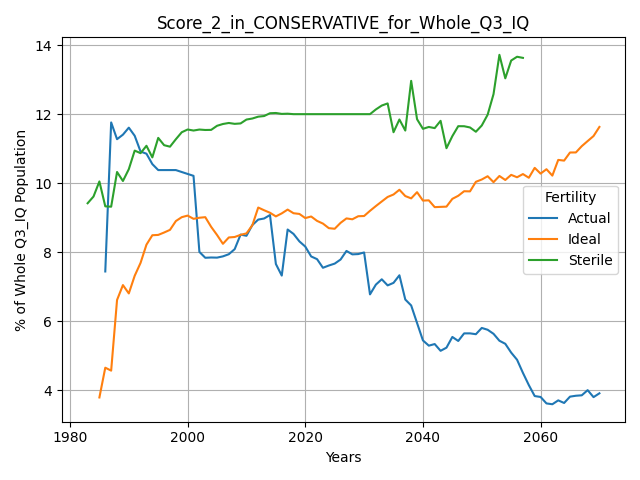 Score_2_in_CONSERVATIVE_for_Whole_Q3_IQ
% of Whole Q3_IQ Population
14
12
10
8
6
4
Fertility
Actual
Ideal
Sterile
1980
2000
2020
2040
2060
Years